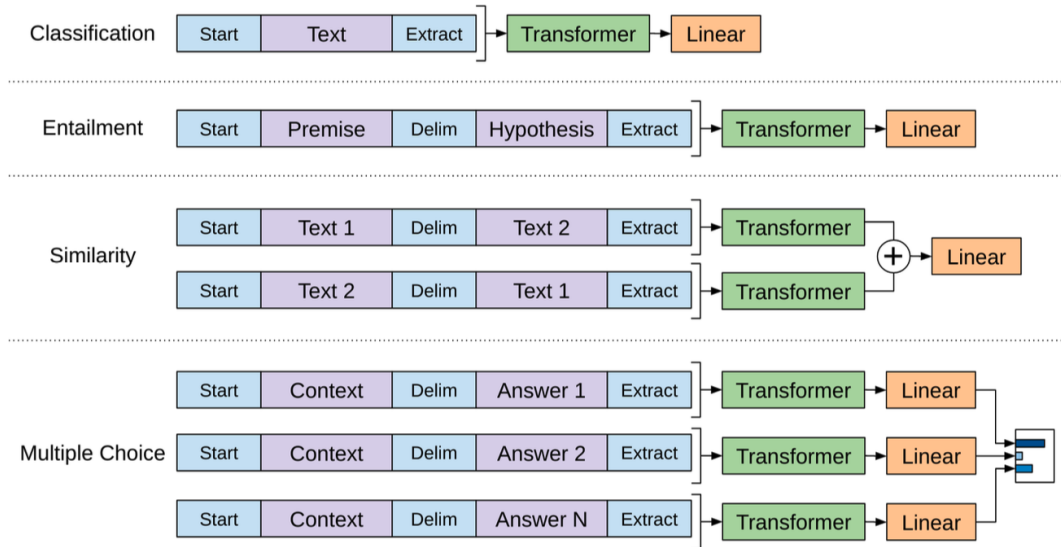 Classification Start Text Extract Transformer Linear
Entailment Start Premise Delim Hypothesis Extract Transformer Linear
Similarity
Start Text 1 Delim Text 2 Extract Transformer
+ Linear
Start Text 2 Delim Text 1 Extract Transformer
Multiple Choice
Start Context Delim Answer 1 Extract Transformer Linear
Start Context Delim Answer 2 Extract Transformer Linear
Start Context Delim Answer N Extract Transformer Linear